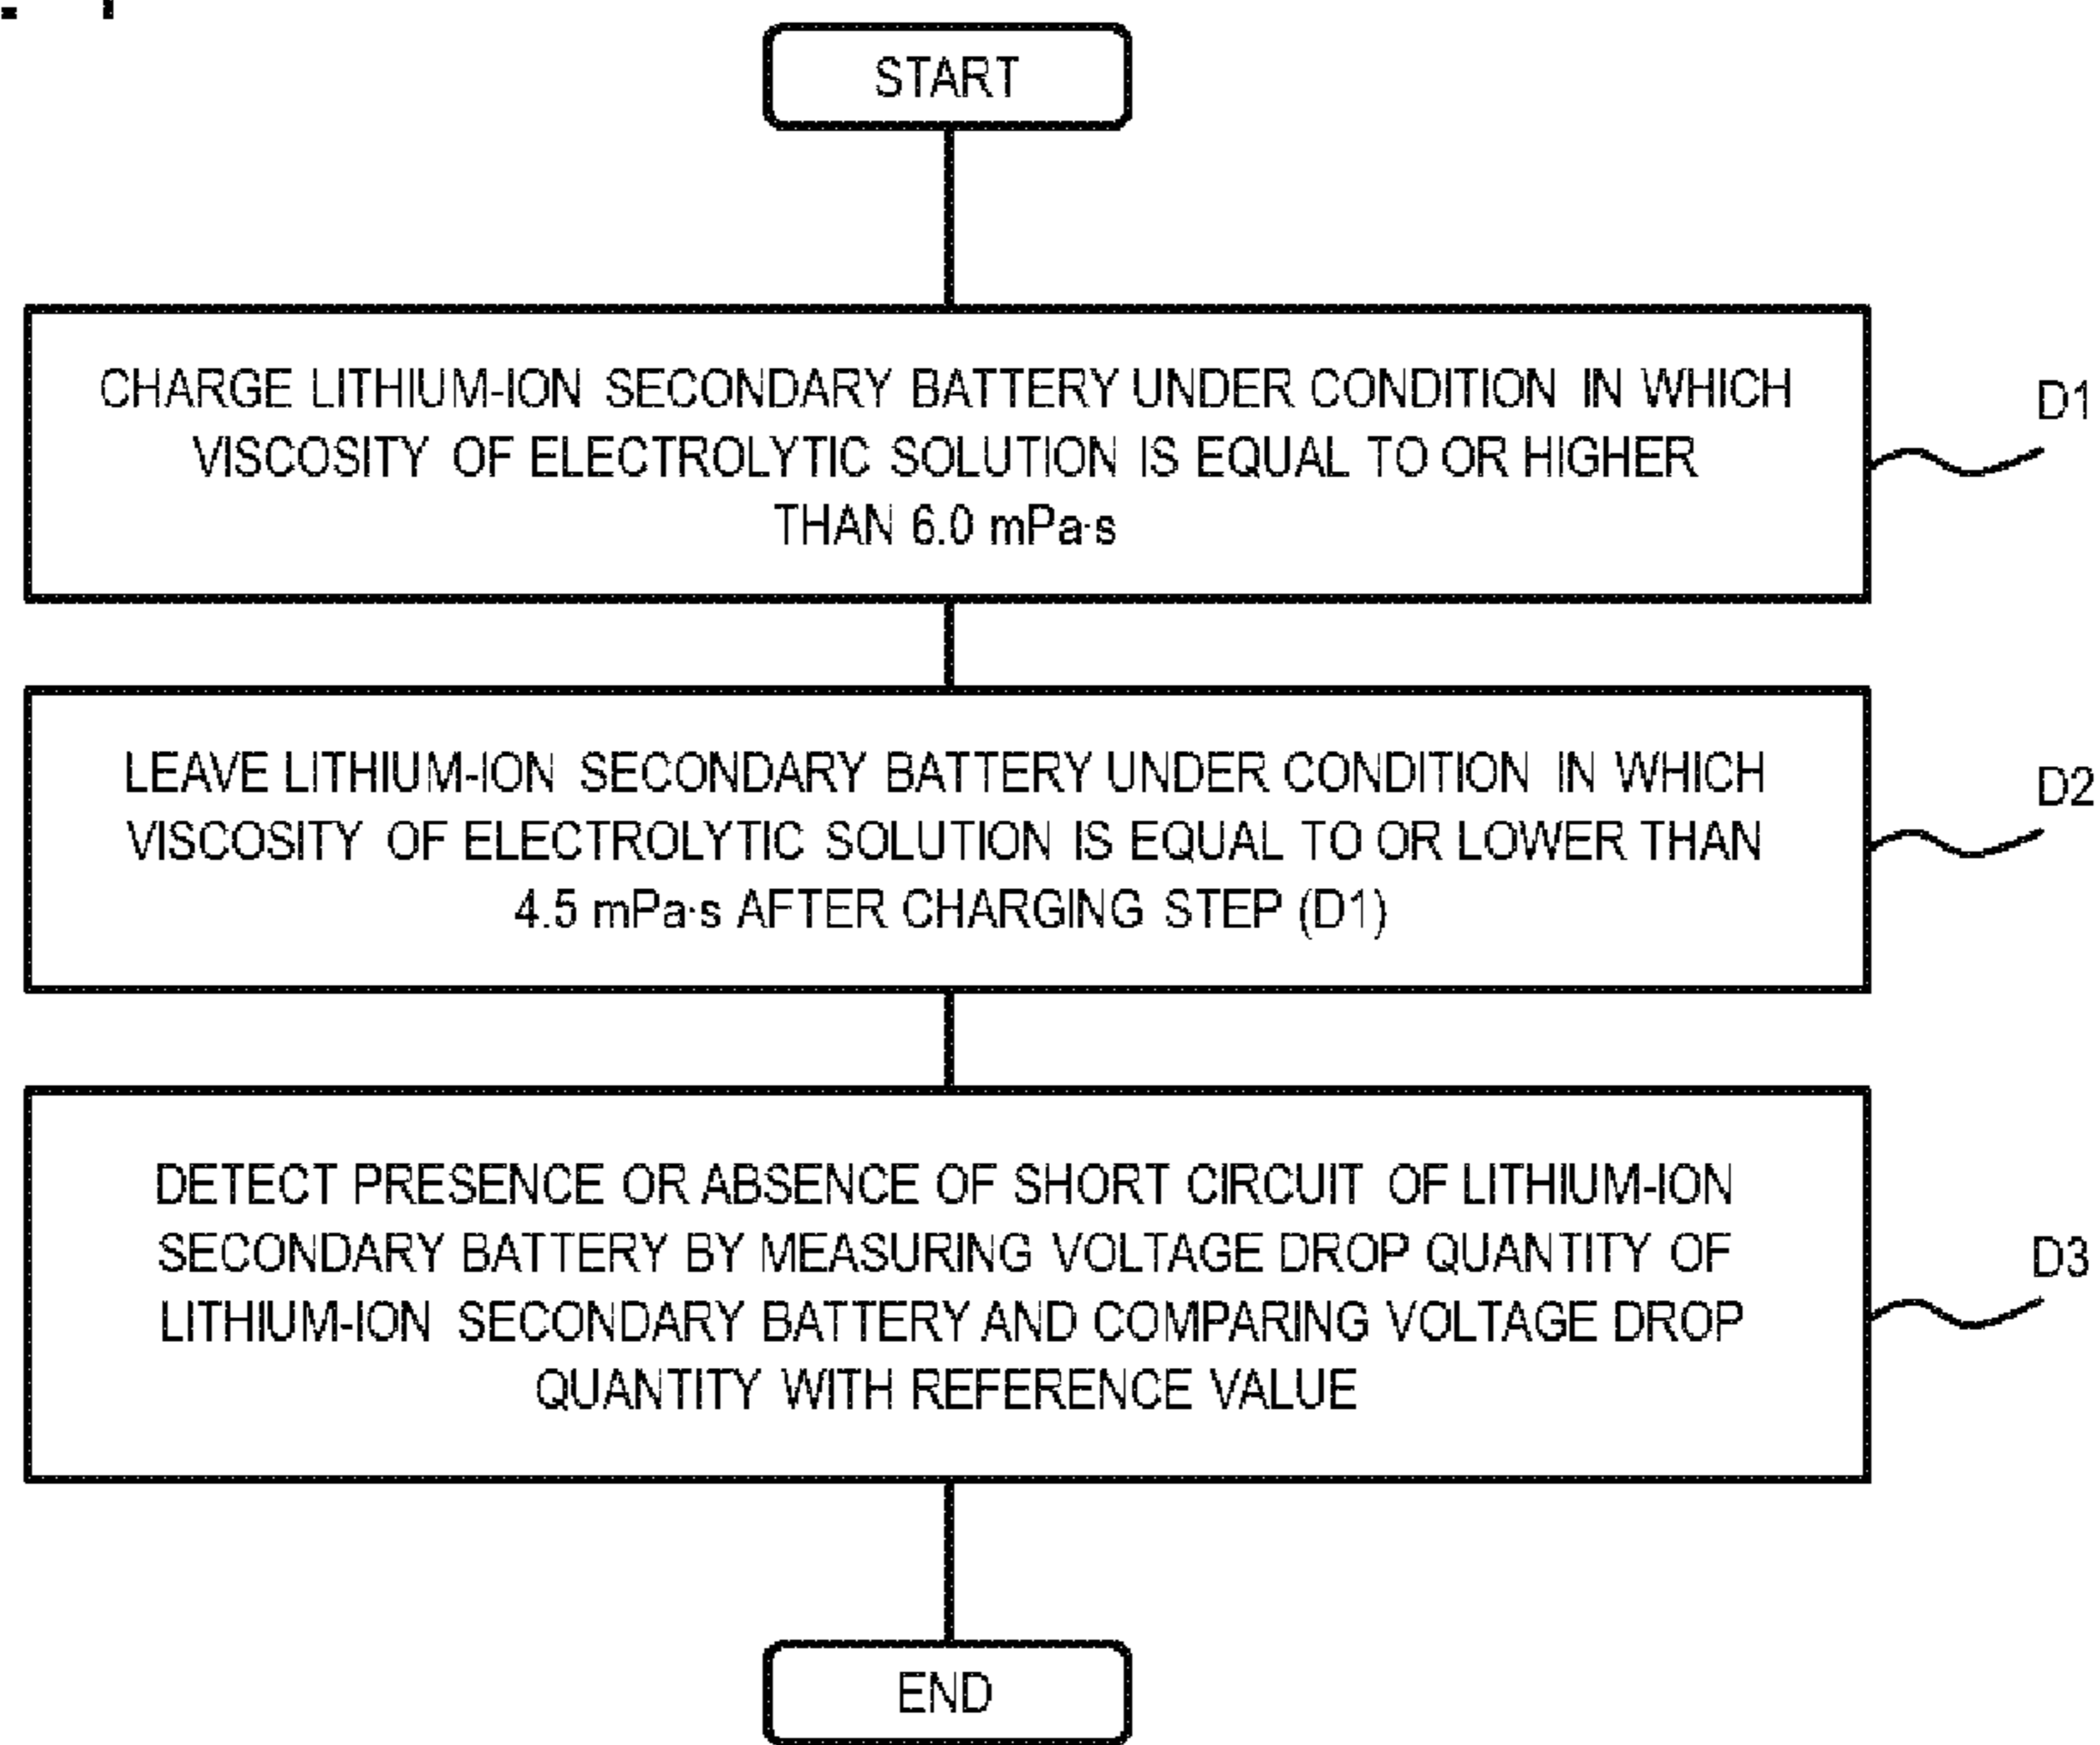 START
CHARGE LITHIUM-ION SECONDARY BATTERY UNDER CONDITION IN WHICH
VISCOSITY OF ELECTROLYTIC SOLUTION IS EQUAL TO OR HIGHER
THAN 6.0 mPa·s
D1
LEAVE LITHIUM-ION SECONDARY BATTERY UNDER CONDITION IN WHICH
VISCOSITY OF ELECTROLYTIC SOLUTION IS EQUAL TO OR LOWER THAN
4.5 mPa·s AFTER CHARGING STEP (D1)
D2
DETECT PRESENCE OR ABSENCE OF SHORT CIRCUIT OF LITHIUM-ION
SECONDARY BATTERY BY MEASURING VOLTAGE DROP QUANTITY OF
LITHIUM-ION SECONDARY BATTERY AND COMPARING VOLTAGE DROP
QUANTITY WITH REFERENCE VALUE
D3
END